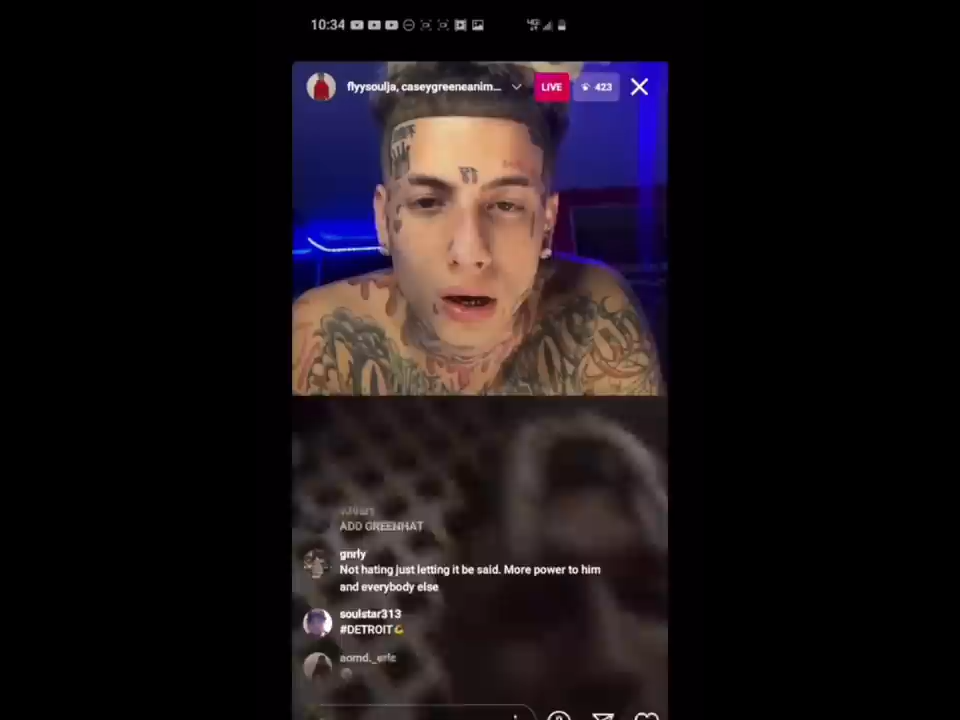 10:34
4G
flyysoulja, caseygreeneanim...
LIVE
423
ADD GREENHAT
gnrly
Not hating just letting it be said. More power to him
and everybody else
soulstar313
#DETROIT